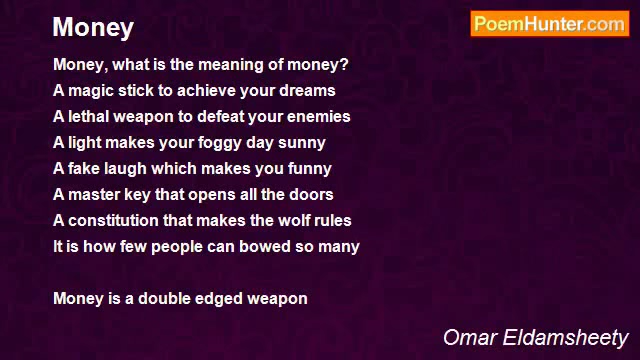 Money
PoemHunter.com
Money, what is the meaning of money?
A magic stick to achieve your dreams
A lethal weapon to defeat your enemies
A light makes your foggy day sunny
A fake laugh which makes you funny
A master key that opens all the doors
A constitution that makes the wolf rules
It is how few people can bowed so many
Money is a double edged weapon
Omar Eldamsheety